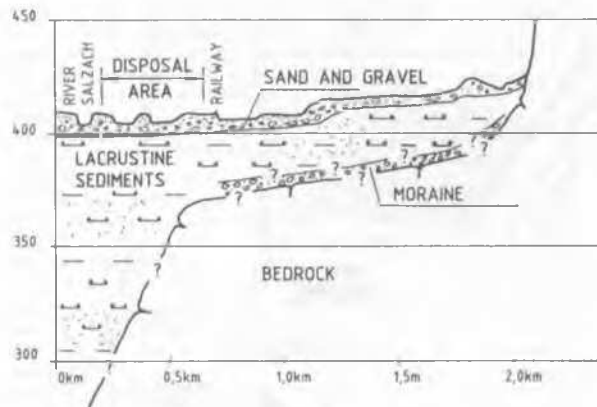 450
RIVER
SALZACH
DISPOSAL
AREA
RAILWAY
SAND AND GRAVEL
400
LACRUSTINE
SEDIMENTS
? ? ? ? ?
MORAINE
?
350
?
BEDROCK
300
0km 0,5km 1,0km 1,5m 2,0km